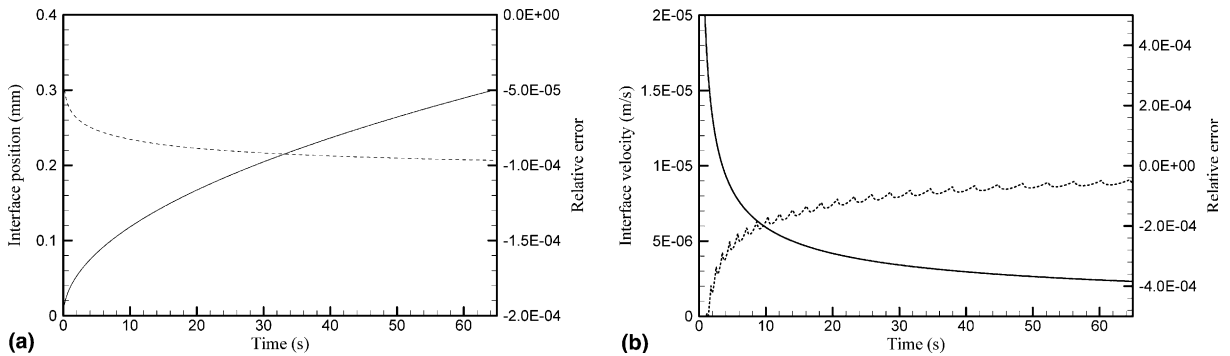 0.4
0.3
0.2
0.1
0
Interface position (mm)
0.0E+00
-5.0E-05
-1.0E-04
-1.5E-04
-2.0E-04
Relative error
0 10 20 30 40 50 60
Time (s)
(a)
2E-05
1.5E-05
1E-05
5E-06
0
Interface velocity (m/s)
4.0E-04
2.0E-04
0.0E+00
-2.0E-04
-4.0E-04
Relative error
0 10 20 30 40 50 60
Time (s)
(b)